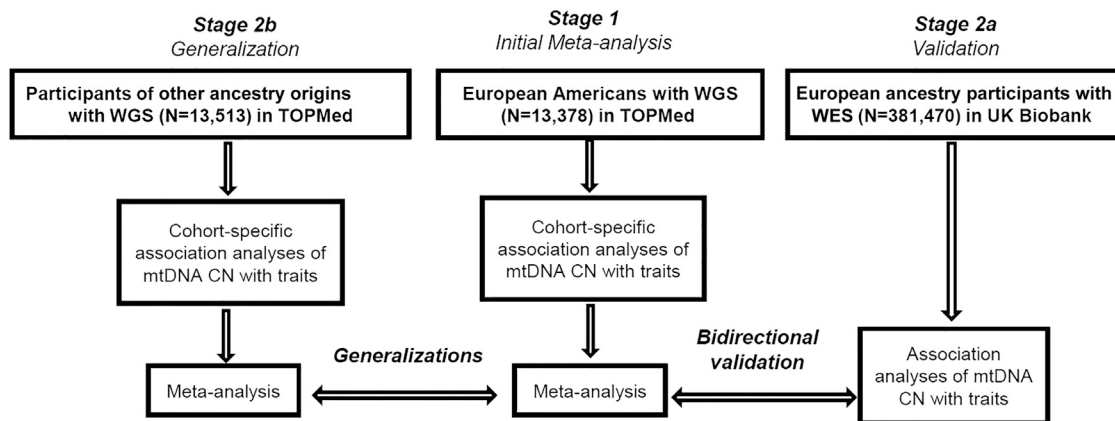 Stage 2b
Generalization
Stage 1
Initial Meta-analysis
Stage 2a
Validation
Participants of other ancestry origins
with WGS (N=13,513) in TOPMed
European Americans with WGS
(N=13,378) in TOPMed
European ancestry participants with
WES (N=381,470) in UK Biobank
Cohort-specific
association analyses of
mtDNA CN with traits
Cohort-specific
association analyses of
mtDNA CN with traits
Generalizations
Bidirectional
validation
Meta-analysis
Meta-analysis
Association
analyses of mtDNA
CN with traits